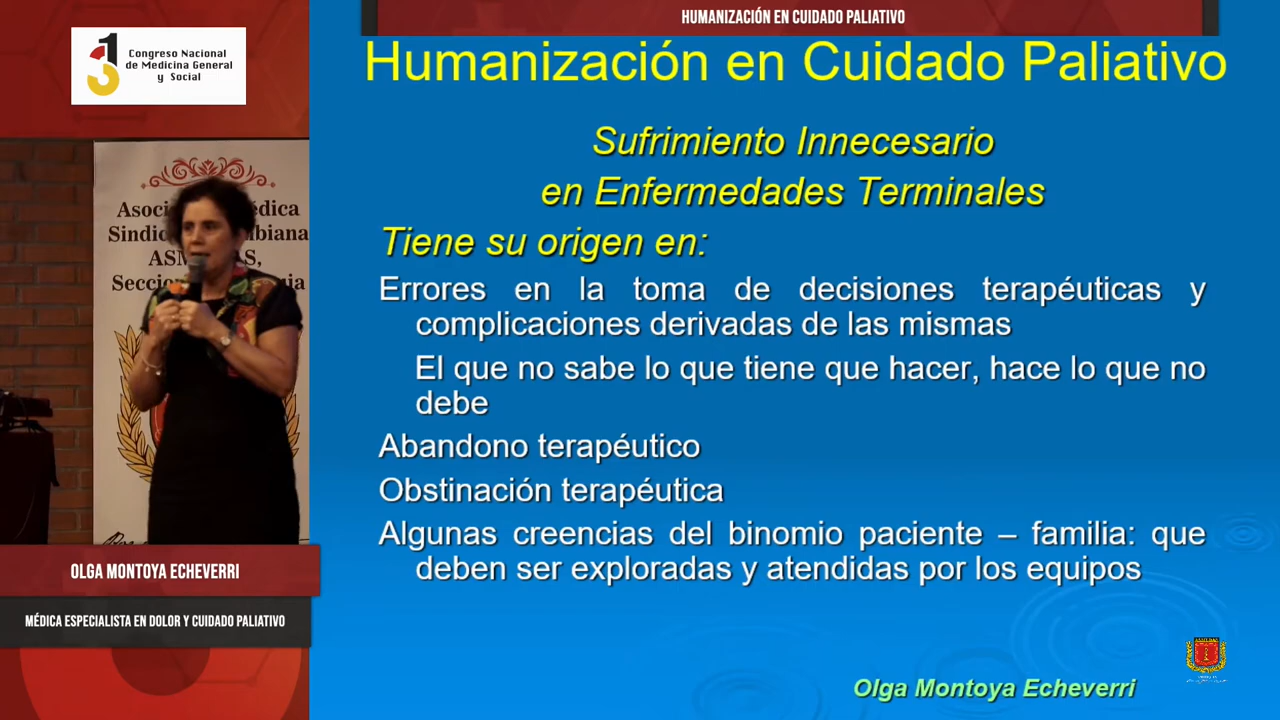 HUMANIZACIÓN EN CUIDADO PALIATIVO
13
Congreso Nacional
de Medicina General
y Social
Humanización en Cuidado Paliativo
Sufrimiento Innecesario
en Enfermedades Terminales
Tiene su origen en:
Errores en la toma de decisiones terapéuticas y
complicaciones derivadas de las mismas
El que no sabe lo que tiene que hacer, hace lo que no
debe
Abandono terapéutico
Obstinación terapéutica
Algunas creencias del binomio paciente – familia: que
deben ser exploradas y atendidas por los equipos
Olga Montoya Echeverri
OLGA MONTOYA ECHEVERRI
MÉDICA ESPECIALISTA EN DOLOR Y CUIDADO PALIATIVO